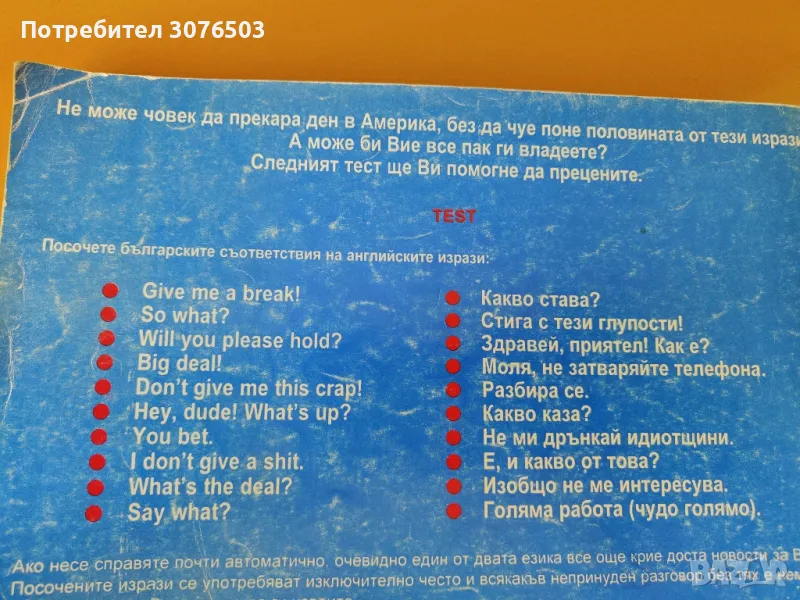 Потребител 3076503
Не може човек да прекара ден в Америка, без да чуе поне половината от тези изрази
А може би Вие все пак ги владеете?
Следният тест ще Ви помогне да прецените.
TEST
Посочете българските съответствия на английските изрази:
Give me a break!
So what?
Will you please hold?
Big deal!
Don't give me this crap!
Hey, dude! What's up?
You bet.
I don't give a shit.
What's the deal?
Say what?
Какво става?
Стига с тези глупости!
Здравей, приятел! Как е?
Моля, не затваряйте телефона.
Разбира се.
Какво каза?
Не ми дрънкай идиотщини.
Е, и какво от това?
Изобщо не ме интересува.
Голяма работа (чудо голямо).
Ако несе справяте почти автоматично, очевидно един от двата езика все още крие доста новости за В
Посочените изрази се употребяват изключително често и всякакъв непринуден разговор без тях е нем